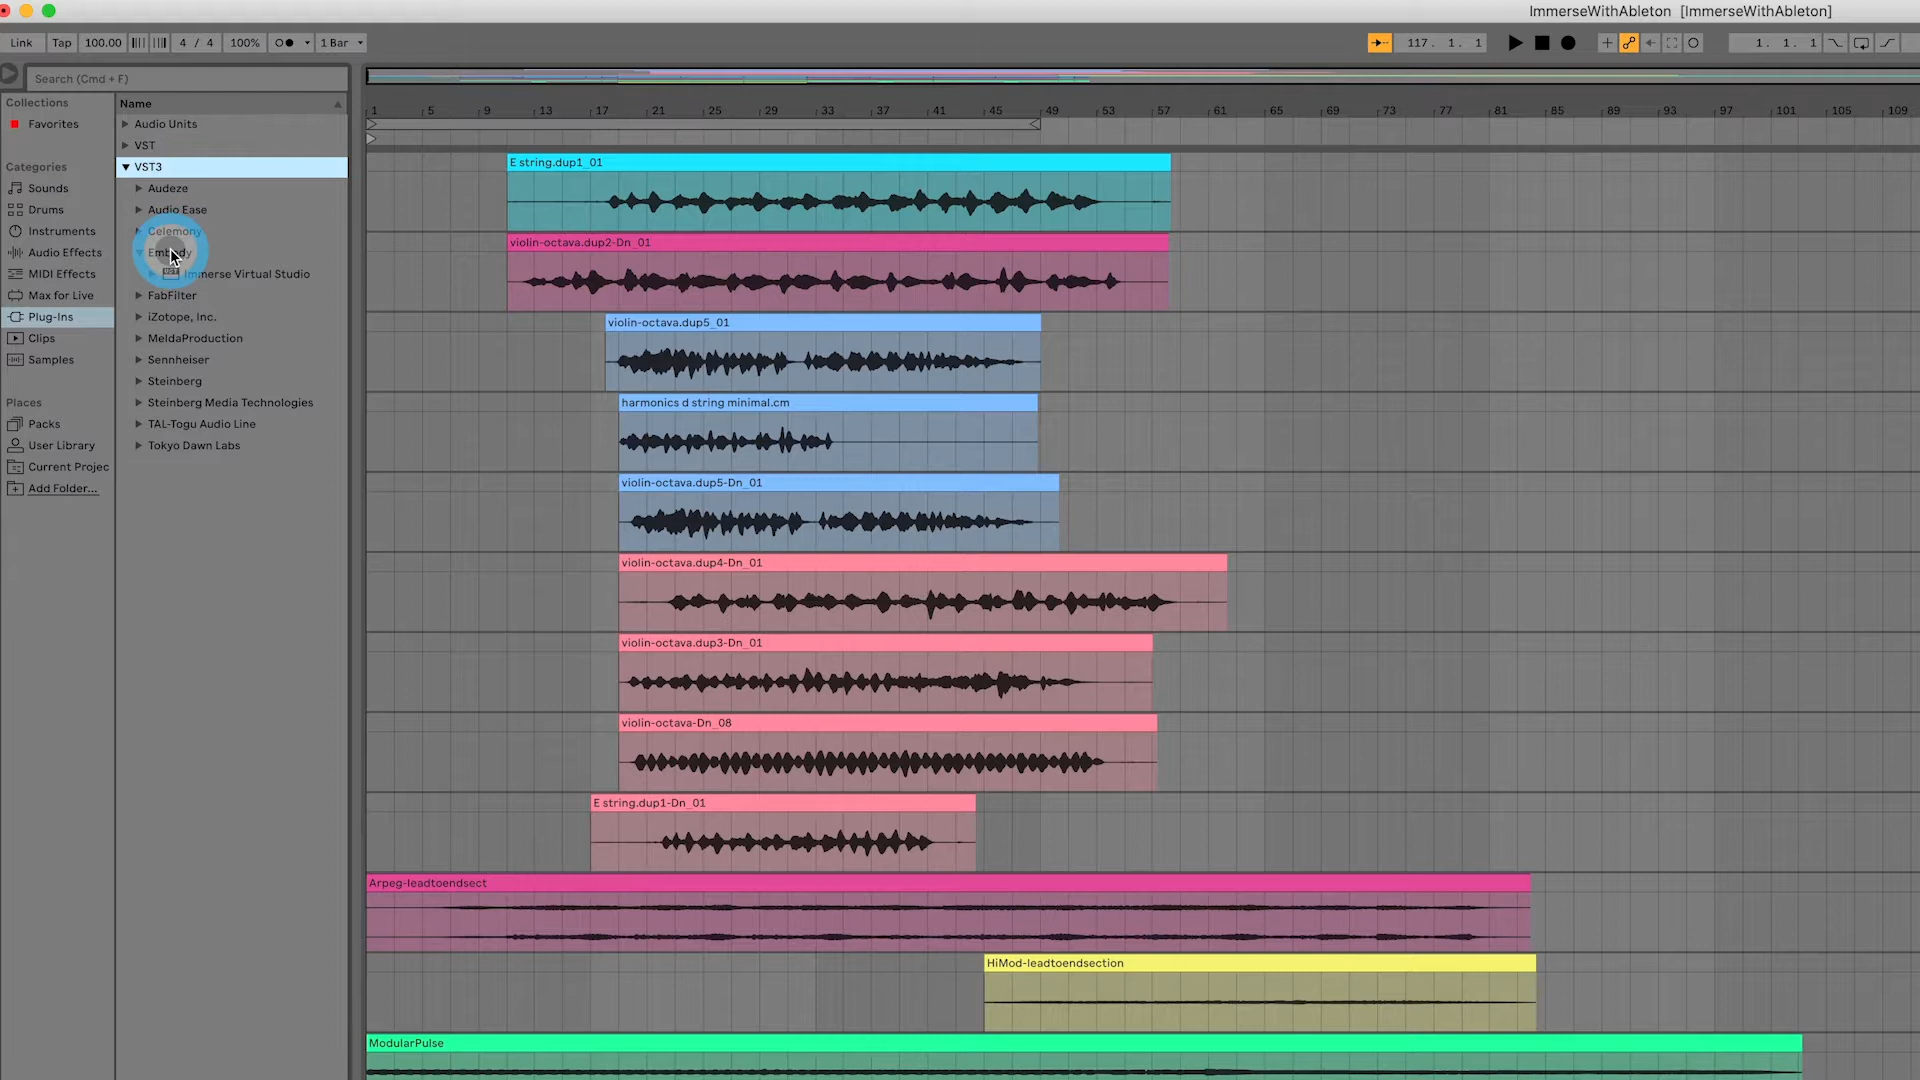 ImmerseWithAbleton [ImmerseWithAbleton]
Link Tap 100.00 4 / 4 100% 1 Bar 117. 1. 1 1. 1. 1
Search (Cmd + F)
Collections
Favorites
Categories
Sounds
Drums
Instruments
Audio Effects
MIDI Effects
Max for Live
Plug-Ins
Clips
Samples
Places
Packs
User Library
Current Projec
Add Folder...
Name
Audio Units
VST
VST3
Audeze
Audio Ease
Celemony
Embody
Immerse Virtual Studio
FabFilter
iZotope, Inc.
MeldaProduction
Sennheiser
Steinberg
Steinberg Media Technologies
TAL-Togu Audio Line
Tokyo Dawn Labs
1 5 9 13 17 21 25 29 33 37 41 45 49 53 57 61 65 69 73 77 81 85 89 93 97 101 105 109
E string.dup1_01
violin-octava.dup2-Dn_01
violin-octava.dup5_01
harmonics d string minimal.cm
violin-octava.dup5-Dn_01
violin-octava.dup4-Dn_01
violin-octava.dup3-Dn_01
violin-octava-Dn_08
E string.dup1-Dn_01
Arpeg-leadtoendsect
HiMod-leadtoendsection
ModularPulse